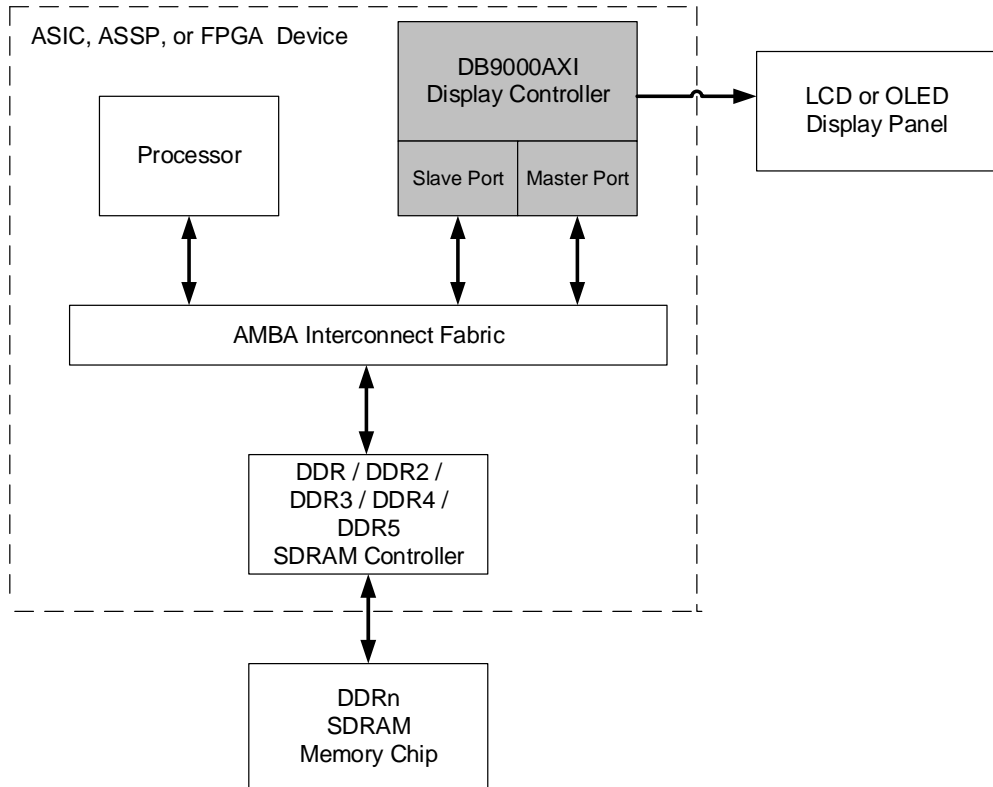 ASIC, ASSP, or FPGA Device
DB9000AXI
Display Controller
LCD or OLED
Display Panel
Processor
Slave Port
Master Port
AMBA Interconnect Fabric
DDR / DDR2 /
DDR3 / DDR4 /
DDR5
SDRAM Controller
DDRn
SDRAM
Memory Chip